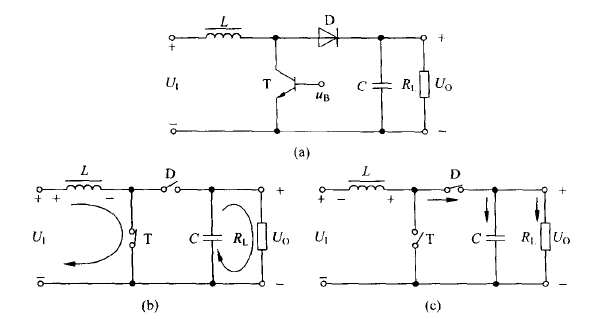 L D
+ +
U_I T u_B C R_L U_O
− −
(a)
L D
+ + − +
U_I T C R_L U_O
− −
(b)
L D
+ − + +
U_I T C R_L U_O
− −
(c)